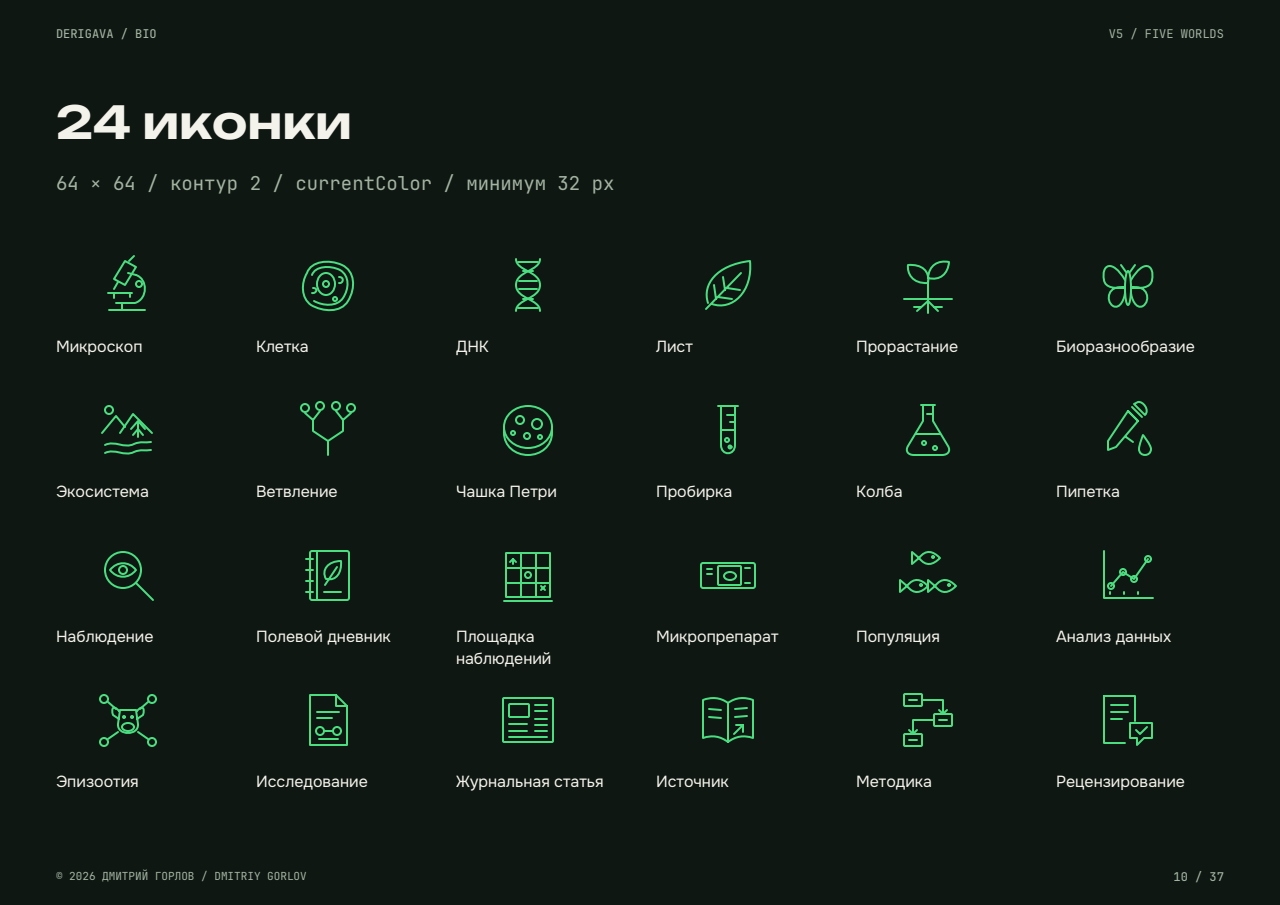 DERIGAVA / BIO
V5 / FIVE WORLDS
24 иконки
64 × 64 / контур 2 / currentColor / минимум 32 px
Микроскоп
Клетка
ДНК
Лист
Прорастание
Биоразнообразие
Экосистема
Ветвление
Чашка Петри
Пробирка
Колба
Пипетка
Наблюдение
Полевой дневник
Площадка
наблюдений
Микропрепарат
Популяция
Анализ данных
Эпизоотия
Исследование
Журнальная статья
Источник
Методика
Рецензирование
© 2026 ДМИТРИЙ ГОРЛОВ / DMITRIY GORLOV
10 / 37